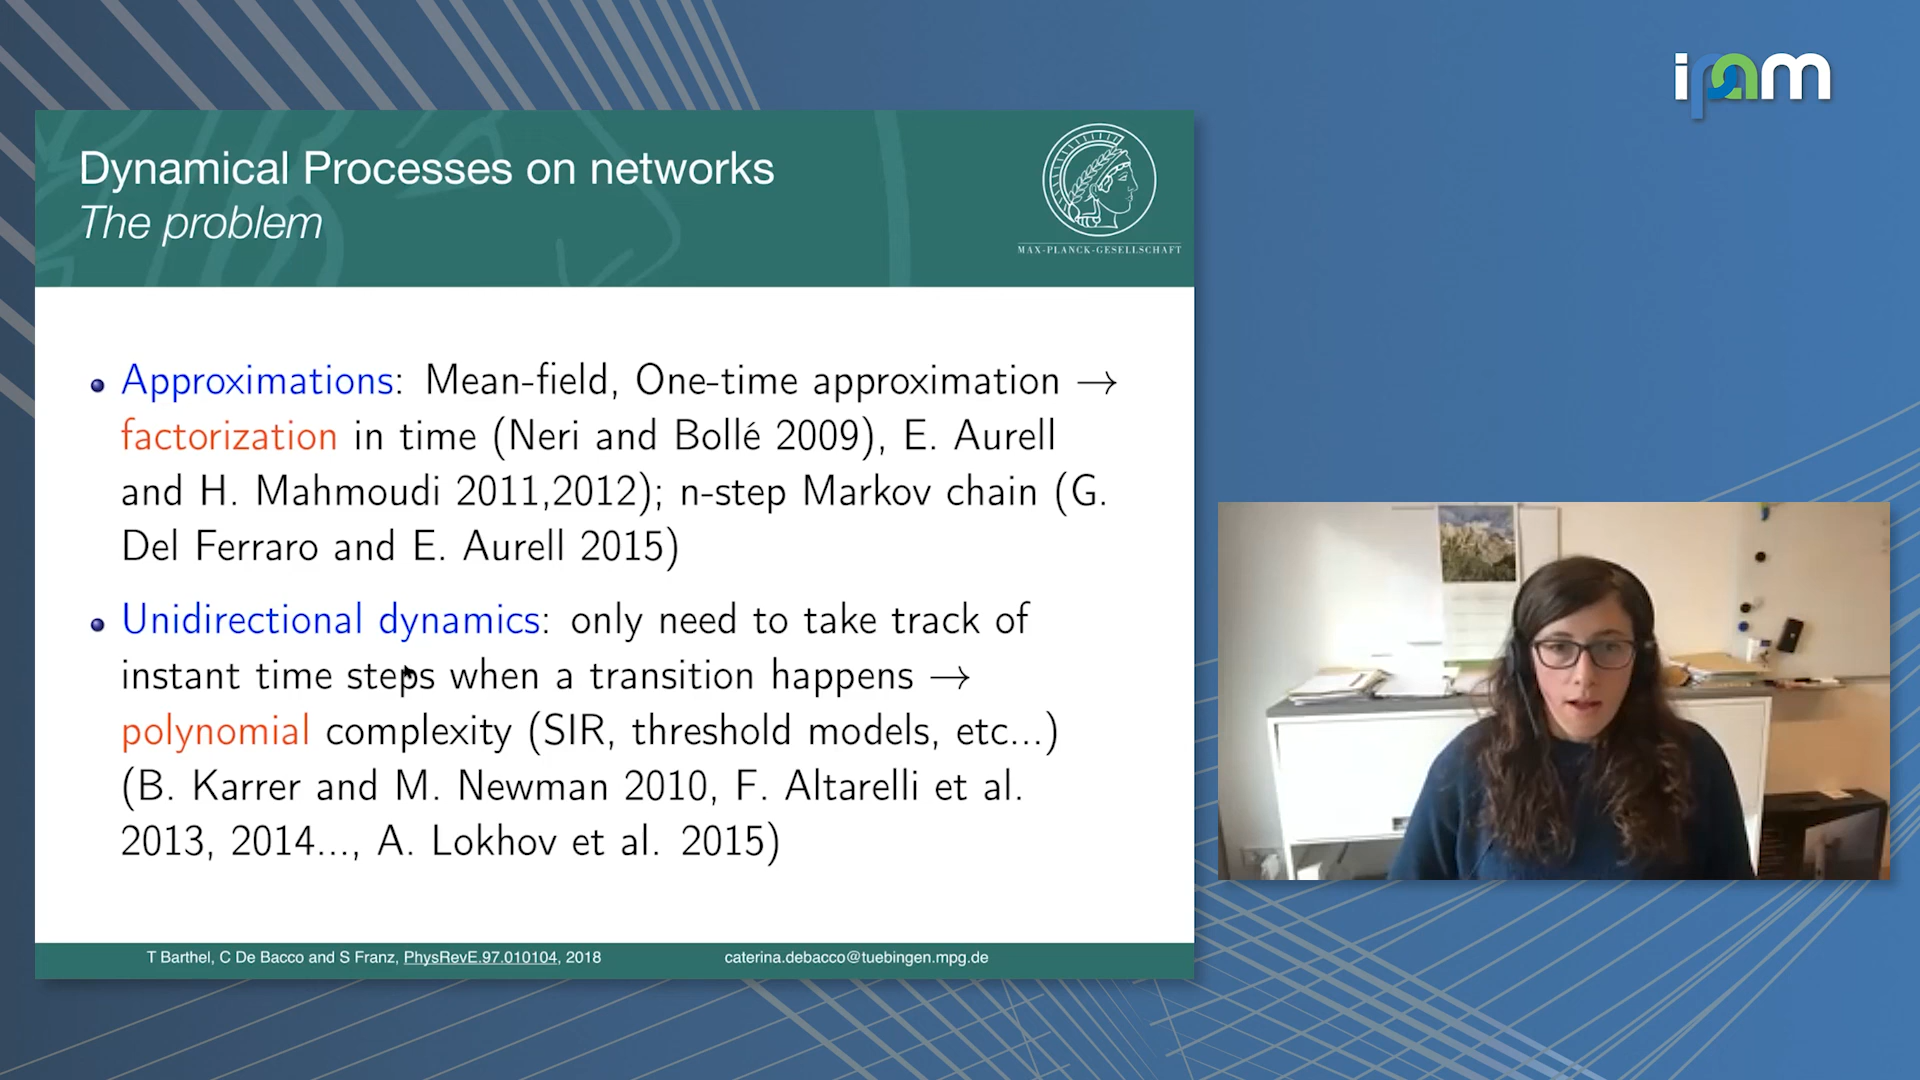 ipam
Dynamical Processes on networks
The problem
MAX-PLANCK-GESELLSCHAFT
• Approximations: Mean-field, One-time approximation →
factorization in time (Neri and Bollé 2009), E. Aurell
and H. Mahmoudi 2011,2012); n-step Markov chain (G.
Del Ferraro and E. Aurell 2015)
• Unidirectional dynamics: only need to take track of
instant time steps when a transition happens →
polynomial complexity (SIR, threshold models, etc...)
(B. Karrer and M. Newman 2010, F. Altarelli et al.
2013, 2014..., A. Lokhov et al. 2015)
T Barthel, C De Bacco and S Franz, PhysRevE.97.010104, 2018
caterina.debacco@tuebingen.mpg.de